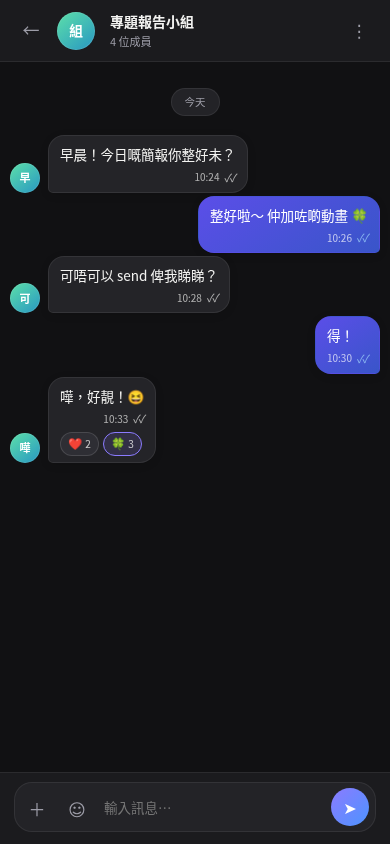 ←
組
專題報告小組
4 位成員
⋮
今天
早晨！今日嘅簡報你整好未？
10:24 ✓✓
早
整好啦～ 仲加咗啲動畫 🍀
10:26 ✓✓
可唔可以 send 俾我睇睇？
10:28 ✓✓
可
得！
10:30 ✓✓
嘩，好靚！😆
10:33 ✓✓
❤️ 2 🍀 3
嘩
＋ ☺ 輸入訊息⋯ ➤